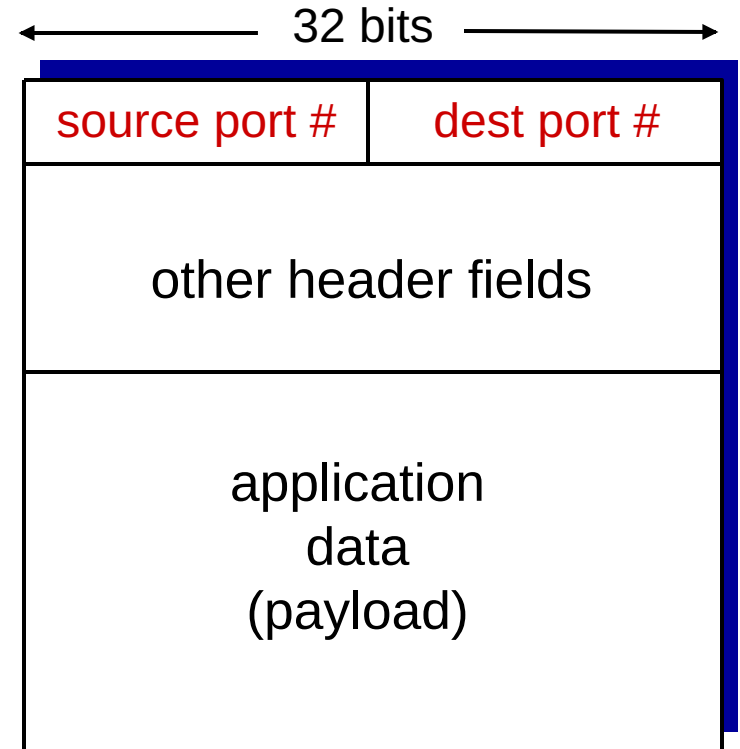 32 bits
source port # dest port #
other header fields
application
data
(payload)